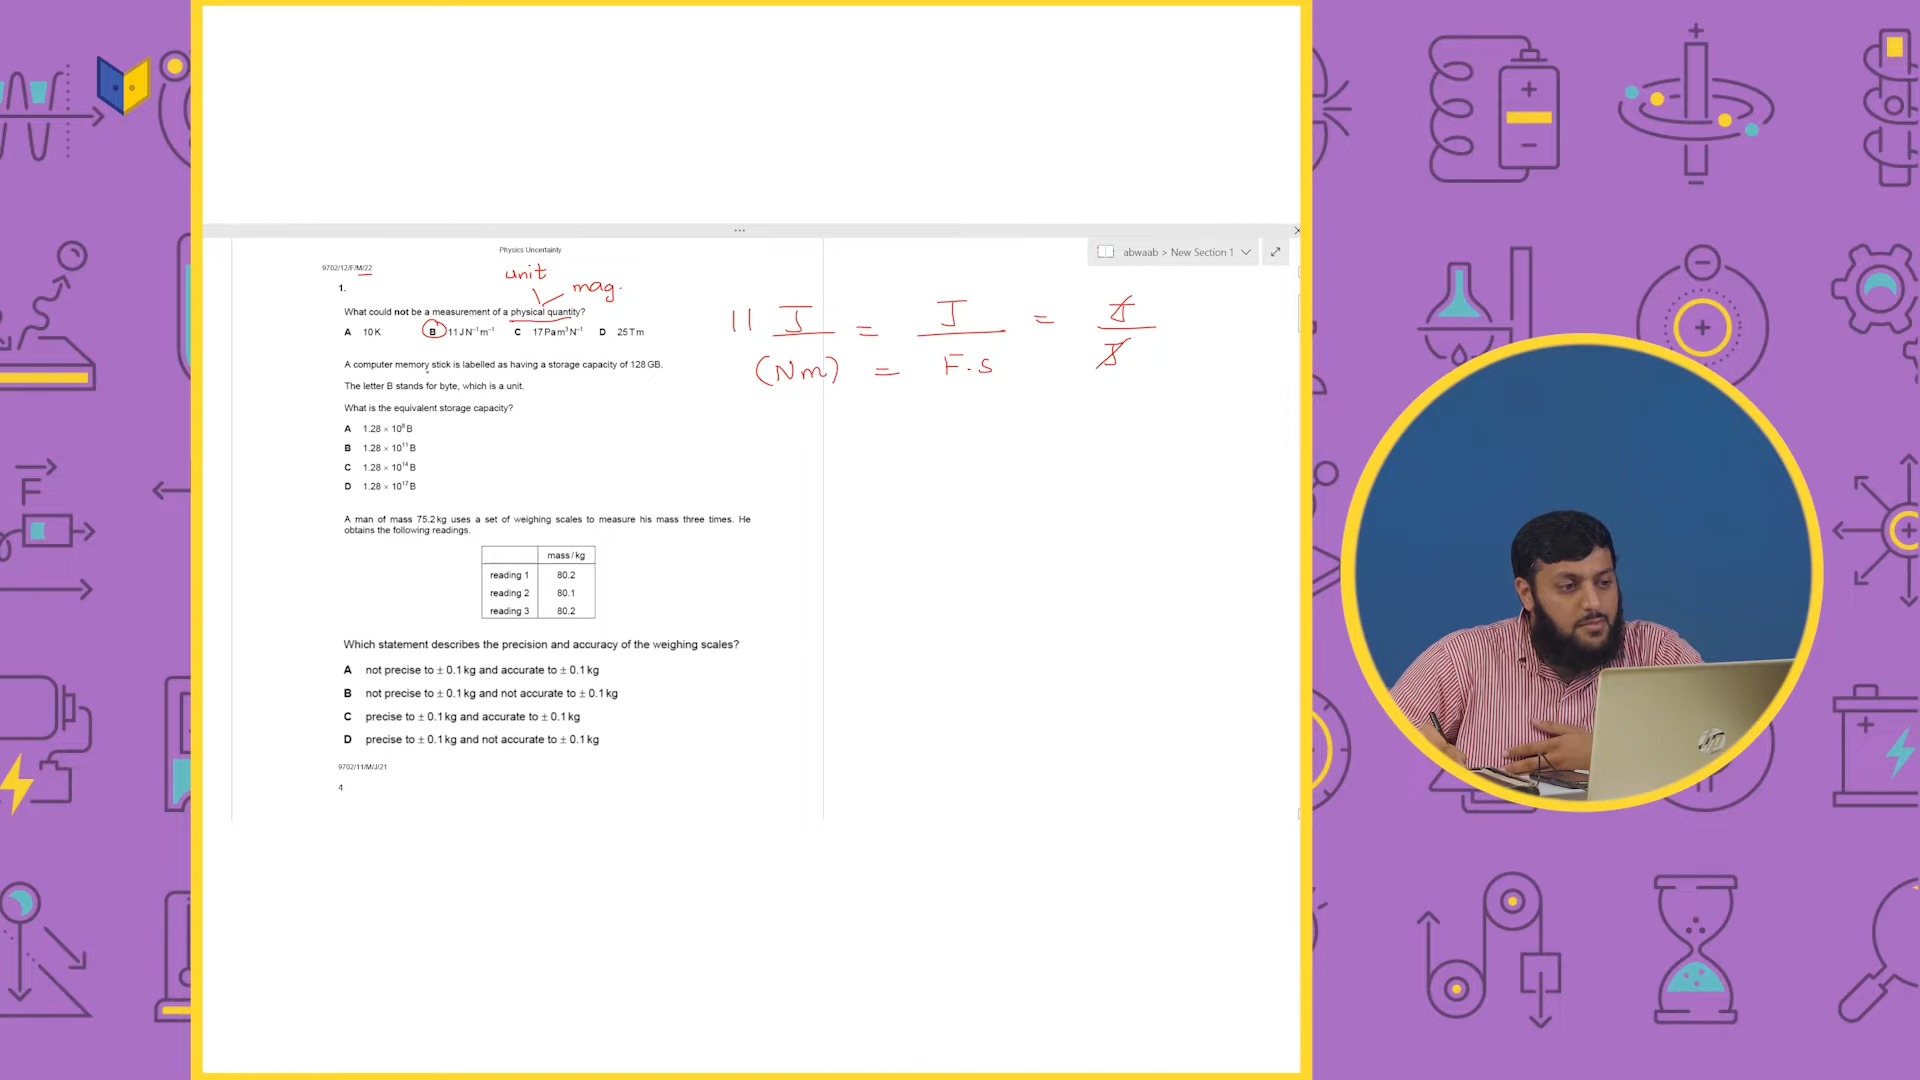 Physics Uncertainty
abwaab > New Section 1
9702/12/F/M/22
unit
mag.
1.
What could not be a measurement of a physical quantity?
A 10 K B 11 J N⁻¹ m⁻¹ C 17 Pa m³ N⁻¹ D 25 T m
11 J = J = J
(Nm) = F.S J
A computer memory stick is labelled as having a storage capacity of 128 GB.
The letter B stands for byte, which is a unit.
What is the equivalent storage capacity?
A 1.28 × 10⁸ B
B 1.28 × 10¹¹ B
C 1.28 × 10¹⁴ B
D 1.28 × 10¹⁷ B
A man of mass 75.2 kg uses a set of weighing scales to measure his mass three times. He
obtains the following readings.
mass / kg
reading 1 80.2
reading 2 80.1
reading 3 80.2
Which statement describes the precision and accuracy of the weighing scales?
A not precise to ± 0.1 kg and accurate to ± 0.1 kg
B not precise to ± 0.1 kg and not accurate to ± 0.1 kg
C precise to ± 0.1 kg and accurate to ± 0.1 kg
D precise to ± 0.1 kg and not accurate to ± 0.1 kg
9702/11/M/J/21
4
F
hp